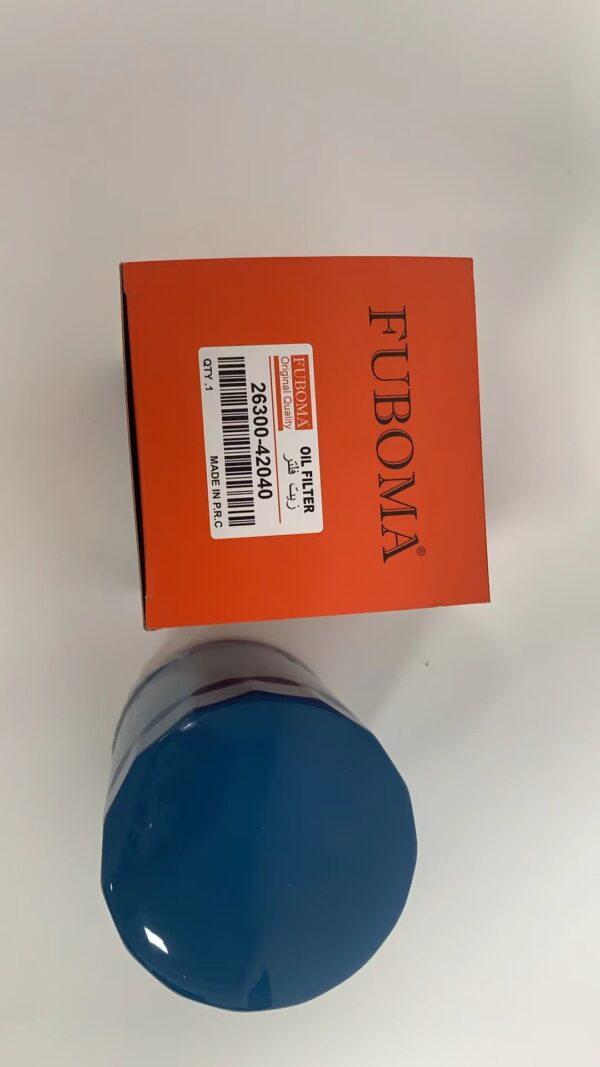 FUBOMA®
FUBOMA
Original Quality
OIL FILTER
زيت فلتر
26300-42040
QTY .1
MADE IN P.R.C